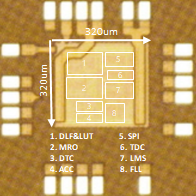 320um
320um
1 5
6
2 7
3 8
4
1. DLF&LUT 5. SPI
2. MRO 6. TDC
3. DTC 7. LMS
4. ACC 8. FLL